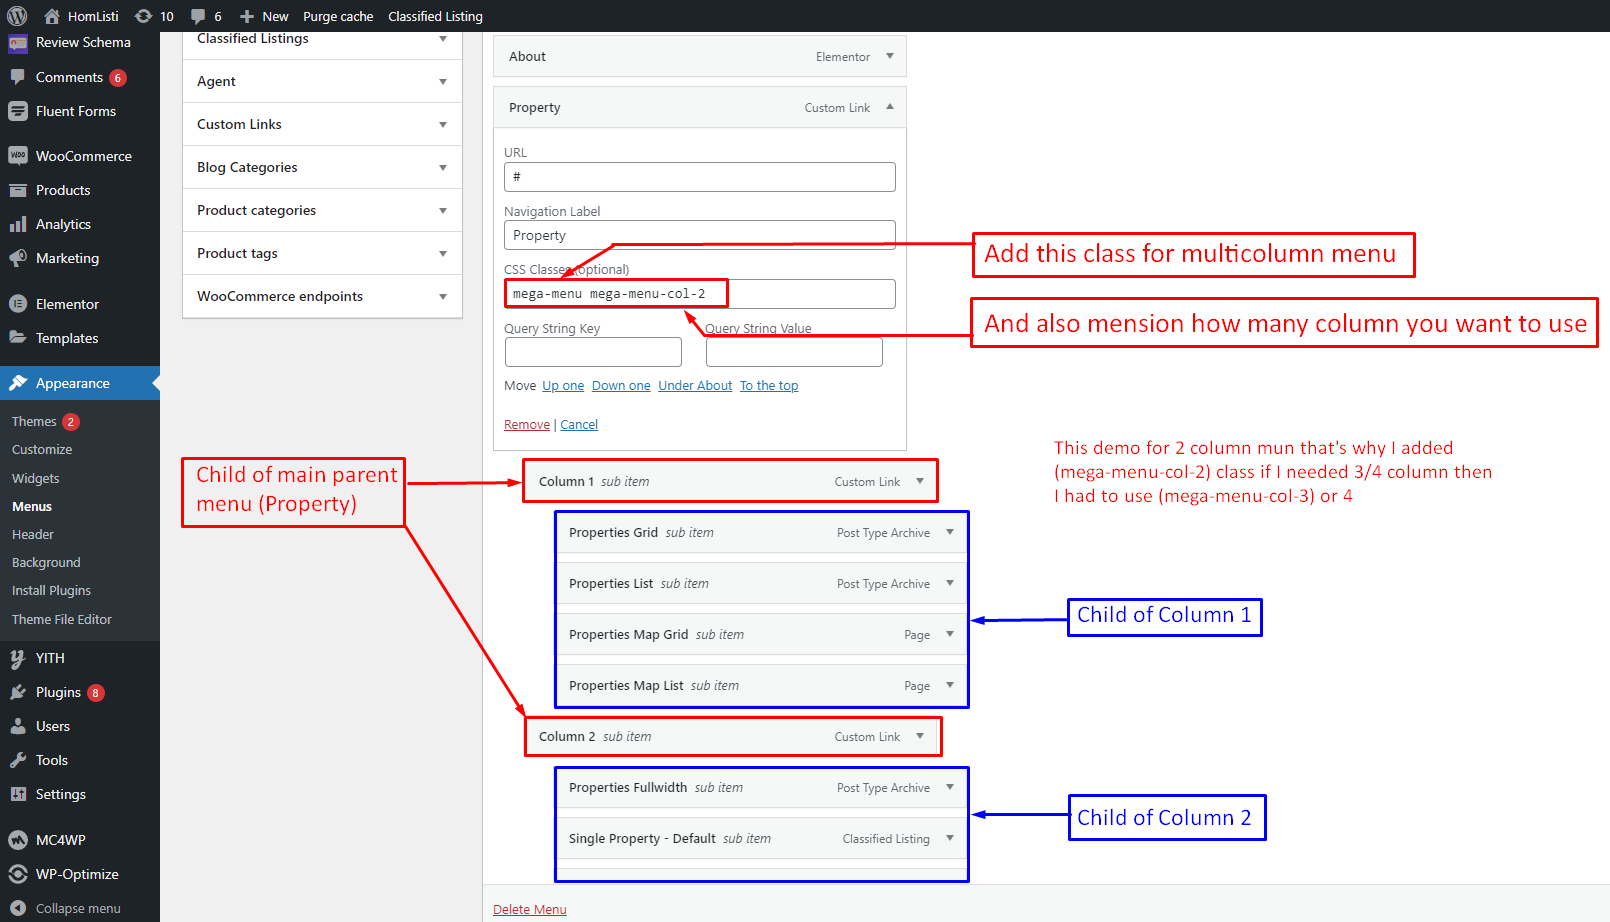 HomListi
10
6
New
Purge cache
Classified Listing
Review Schema
Comments 6
Fluent Forms
WooCommerce
Products
Analytics
Marketing
Elementor
Templates
Appearance
Themes 2
Customize
Widgets
Menus
Header
Background
Install Plugins
Theme File Editor
YITH
Plugins 8
Users
Tools
Settings
MC4WP
WP-Optimize
Collapse menu
Classified Listings
Agent
Custom Links
Blog Categories
Product categories
Product tags
WooCommerce endpoints
Child of main parent
menu (Property)
About Elementor
Property Custom Link
URL
#
Navigation Label
Property
CSS Classes (optional)
mega-menu mega-menu-col-2
Query String Key Query String Value
Move Up one Down one Under About To the top
Remove | Cancel
Column 1 sub item Custom Link
Properties Grid sub item Post Type Archive
Properties List sub item Post Type Archive
Properties Map Grid sub item Page
Properties Map List sub item Page
Column 2 sub item Custom Link
Properties Fullwidth sub item Post Type Archive
Single Property - Default sub item Classified Listing
Delete Menu
Add this class for multicolumn menu
And also mension how many column you want to use
This demo for 2 column mun that's why I added
(mega-menu-col-2) class if I needed 3/4 column then
I had to use (mega-menu-col-3) or 4
Child of Column 1
Child of Column 2